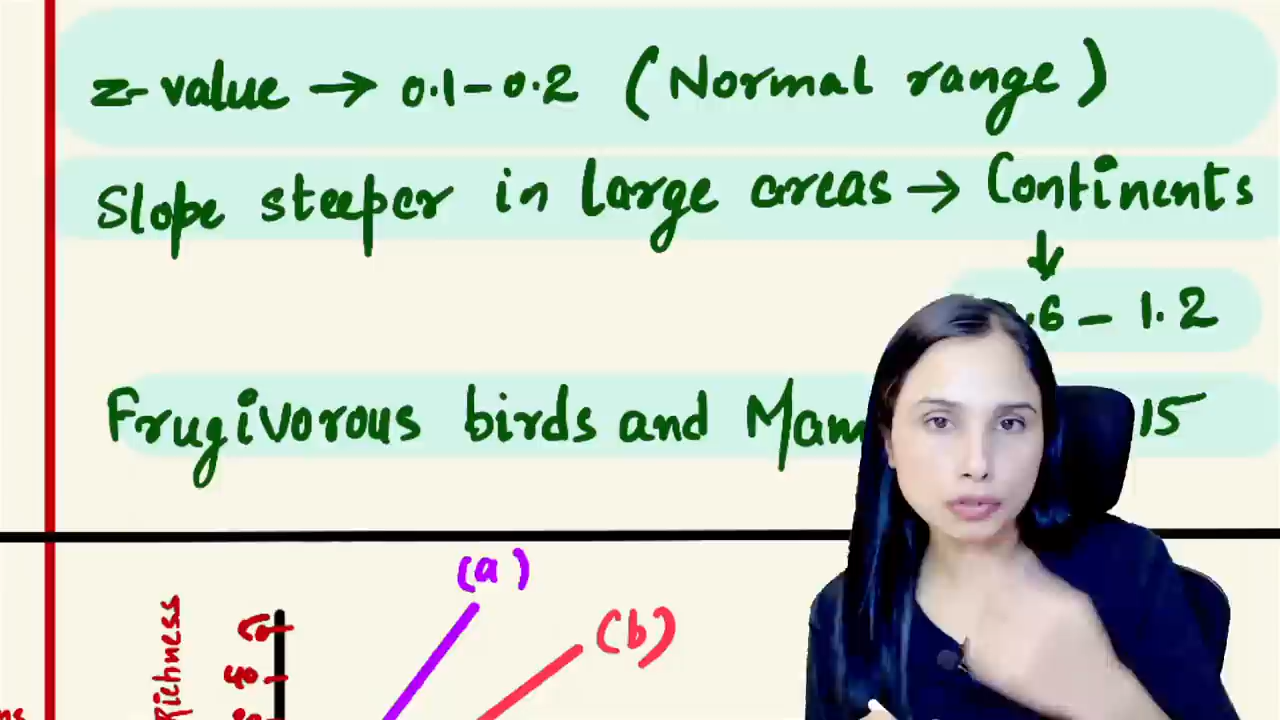 z-value → 0.1-0.2 (Normal range)
Slope steeper in large areas → Continents
↓
.6 - 1.2
Frugivorous birds and Mam 15
(a)
(b)
Richness
40